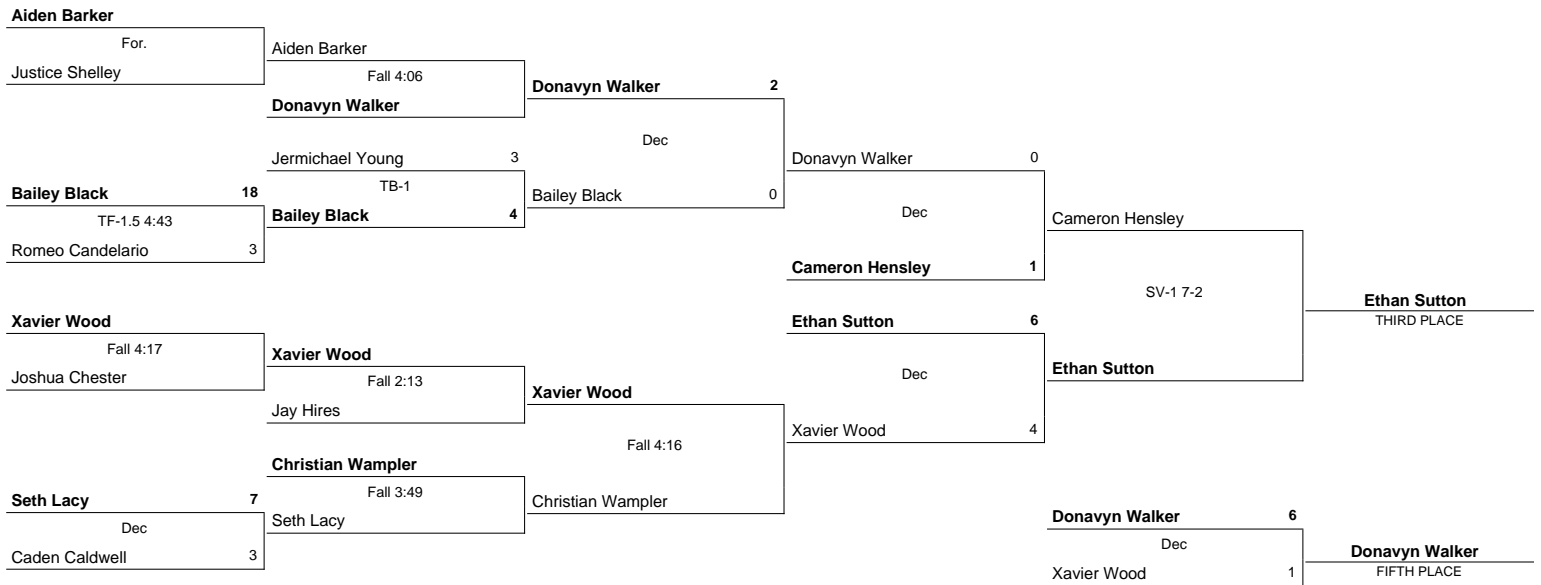 Aiden Barker
For.
Justice Shelley
Bailey Black 18
TF-1.5 4:43
Romeo Candelario 3
Xavier Wood
Fall 4:17
Joshua Chester
Seth Lacy 7
Dec
Caden Caldwell 3
Aiden Barker
Fall 4:06
Donavyn Walker
Jermichael Young 3
TB-1
Bailey Black 4
Xavier Wood
Fall 2:13
Jay Hires
Christian Wampler
Fall 3:49
Seth Lacy
Donavyn Walker 2
Dec
Bailey Black 0
Xavier Wood
Fall 4:16
Christian Wampler
Donavyn Walker 0
Dec
Cameron Hensley 1
Ethan Sutton 6
Dec
Xavier Wood 4
Cameron Hensley
SV-1 7-2
Ethan Sutton
Ethan Sutton
THIRD PLACE
Donavyn Walker 6
Dec
Xavier Wood 1
Donavyn Walker
FIFTH PLACE